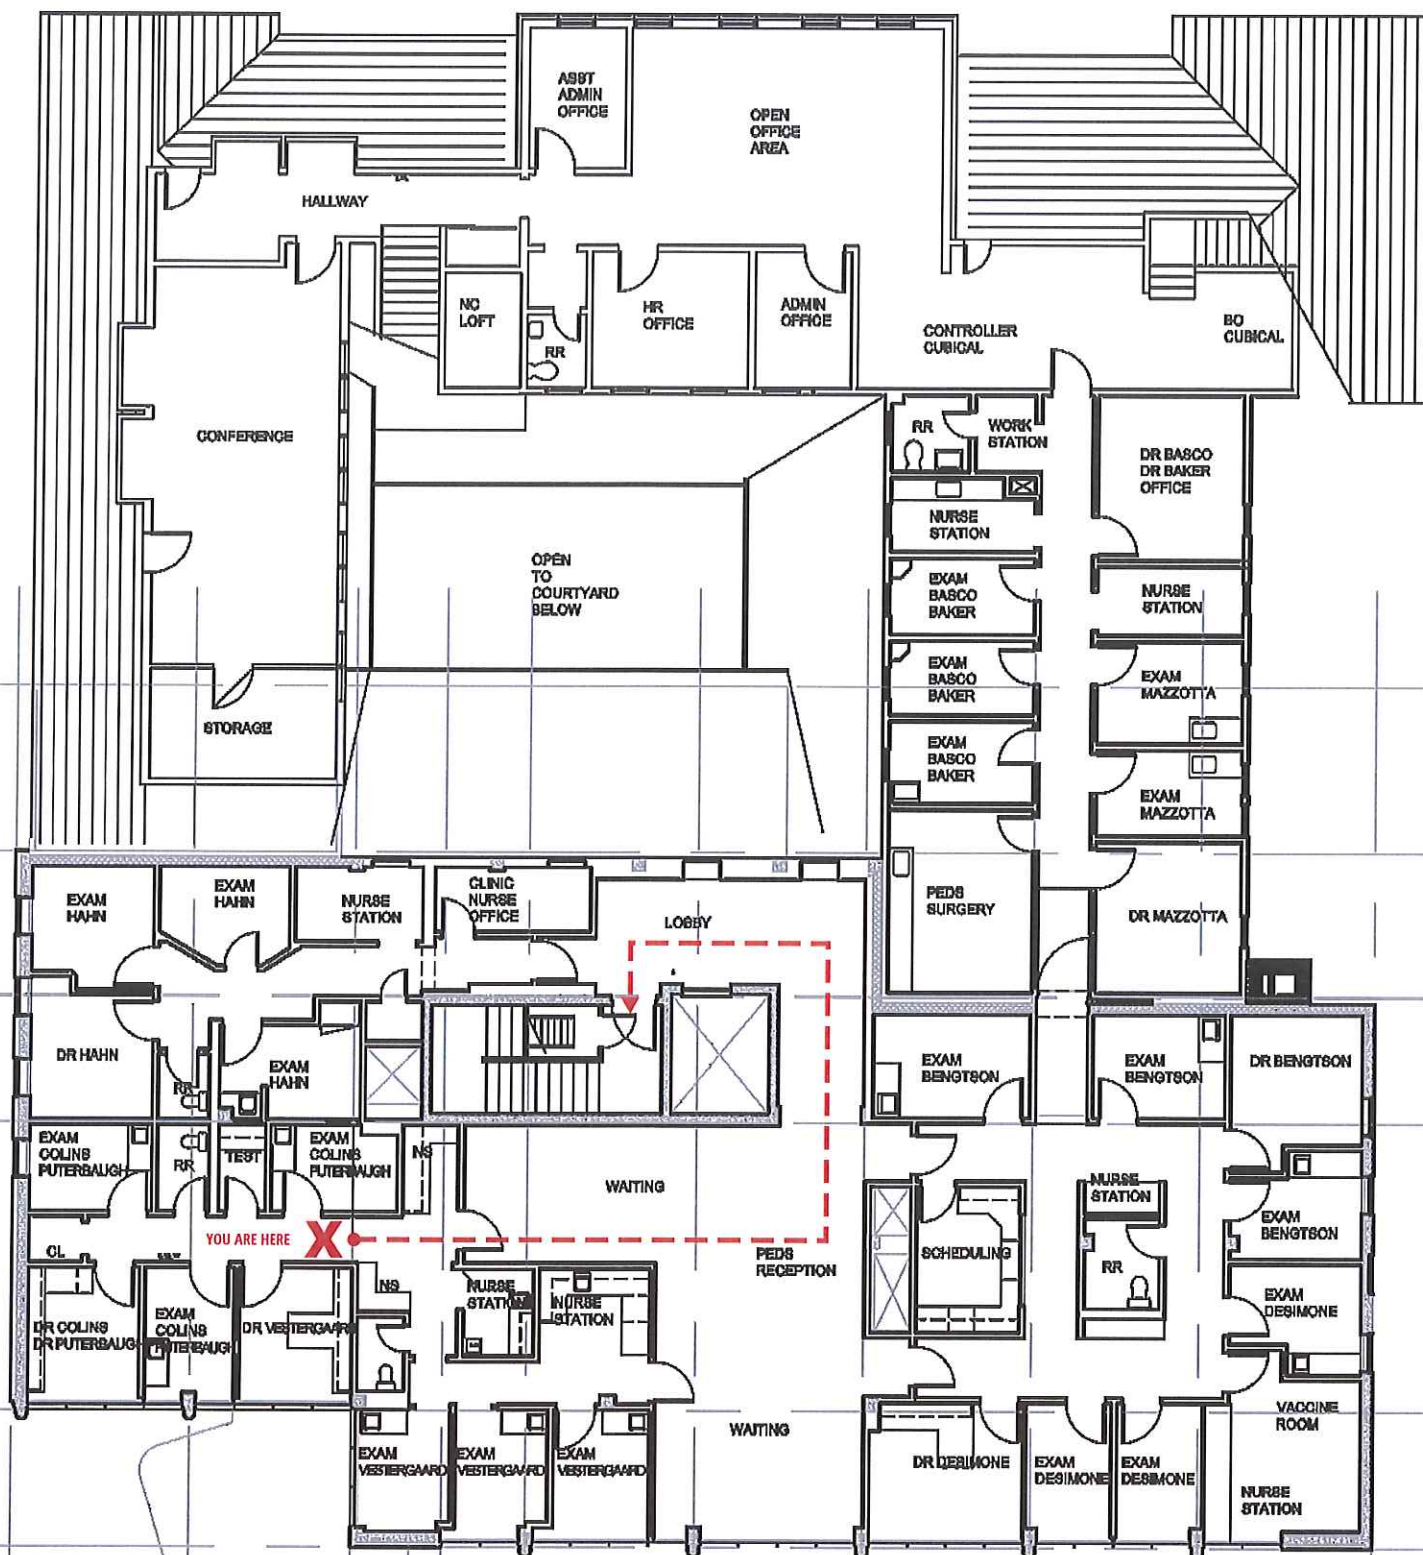 ASST
ADMIN
OFFICE
OPEN
OFFICE
AREA
HALLWAY
NC
LOFT
RR
HR
OFFICE
ADMIN
OFFICE
CONTROLLER
CUBICAL
BO
CUBICAL
CONFERENCE
RR
WORK
STATION
DR BASCO
DR BAKER
OFFICE
NURSE
STATION
OPEN
TO
COURTYARD
BELOW
EXAM
BASCO
BAKER
NURSE
STATION
EXAM
BASCO
BAKER
EXAM
MAZZOTTA
STORAGE
EXAM
BASCO
BAKER
EXAM
MAZZOTTA
PEDS
SURGERY
DR MAZZOTTA
EXAM
HAHN
EXAM
HAHN
NURSE
STATION
CLINIC
NURSE
OFFICE
LOBBY
DR HAHN
RR
EXAM
HAHN
EXAM
BENGTSON
EXAM
BENGTSON
DR BENGTSON
EXAM
COLINS
PUTERBAUGH
RR
TEST
EXAM
COLINS
PUTERBAUGH
NS
WAITING
NURSE
STATION
EXAM
BENGTSON
YOU ARE HERE
X
CL
PEDS
RECEPTION
SCHEDULING
RR
NS
NURSE
STATION
NURSE
STATION
EXAM
DESIMONE
DR COLINS
DR PUTERBAUGH
EXAM
COLINS
PUTERBAUGH
DR VESTERGAARD
WAITING
VACCINE
ROOM
EXAM
VESTERGAARD
EXAM
VESTERGAARD
EXAM
VESTERGAARD
DR DESIMONE
EXAM
DESIMONE
EXAM
DESIMONE
NURSE
STATION